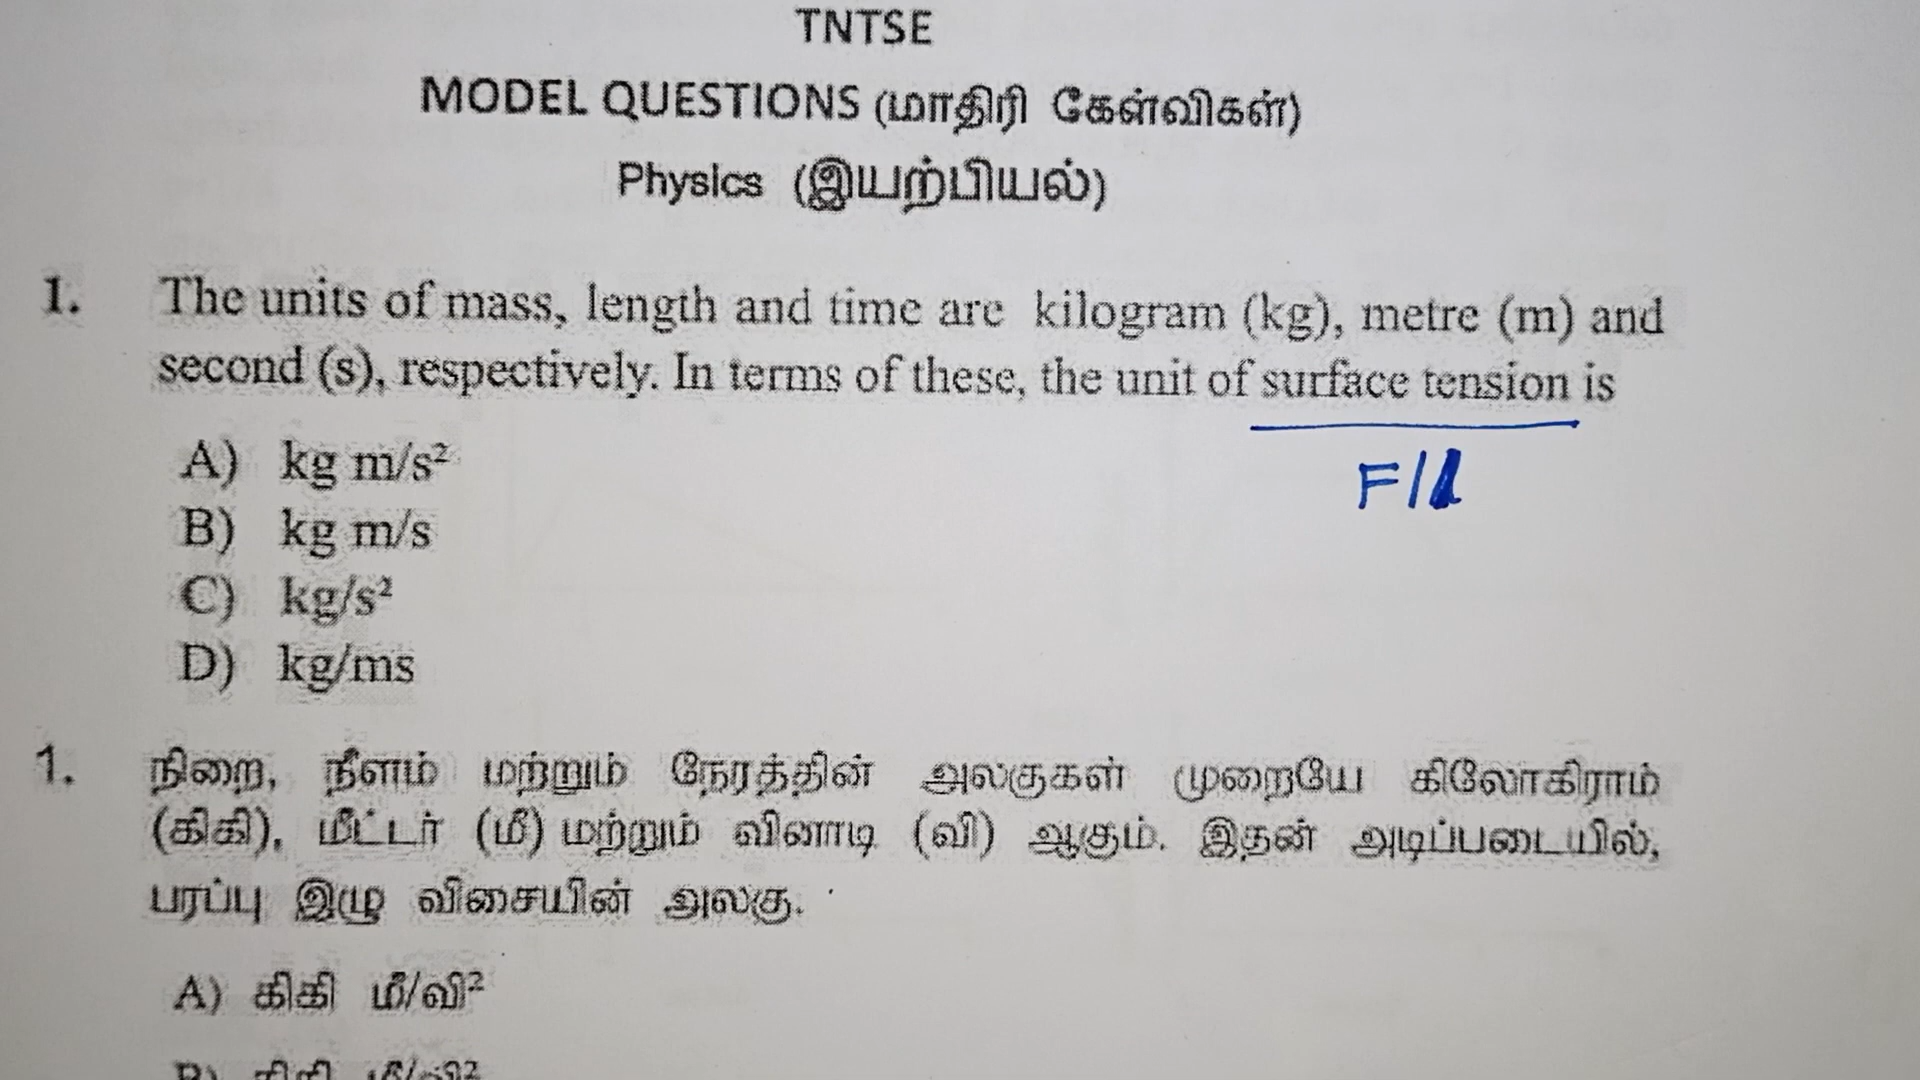 TNTSE
MODEL QUESTIONS (மாதிரி கேள்விகள்)
Physics (இயற்பியல்)
1. The units of mass, length and time are kilogram (kg), metre (m) and
second (s), respectively. In terms of these, the unit of surface tension is
F/l
A) kg m/s²
B) kg m/s
C) kg/s²
D) kg/ms
1. நிறை, நீளம் மற்றும் நேரத்தின் அலகுகள் முறையே கிலோகிராம்
(கிகி), மீட்டர் (மீ) மற்றும் வினாடி (வி) ஆகும். இதன் அடிப்படையில்,
பரப்பு இழு விசையின் அலகு.
A) கிகி மீ/வி²